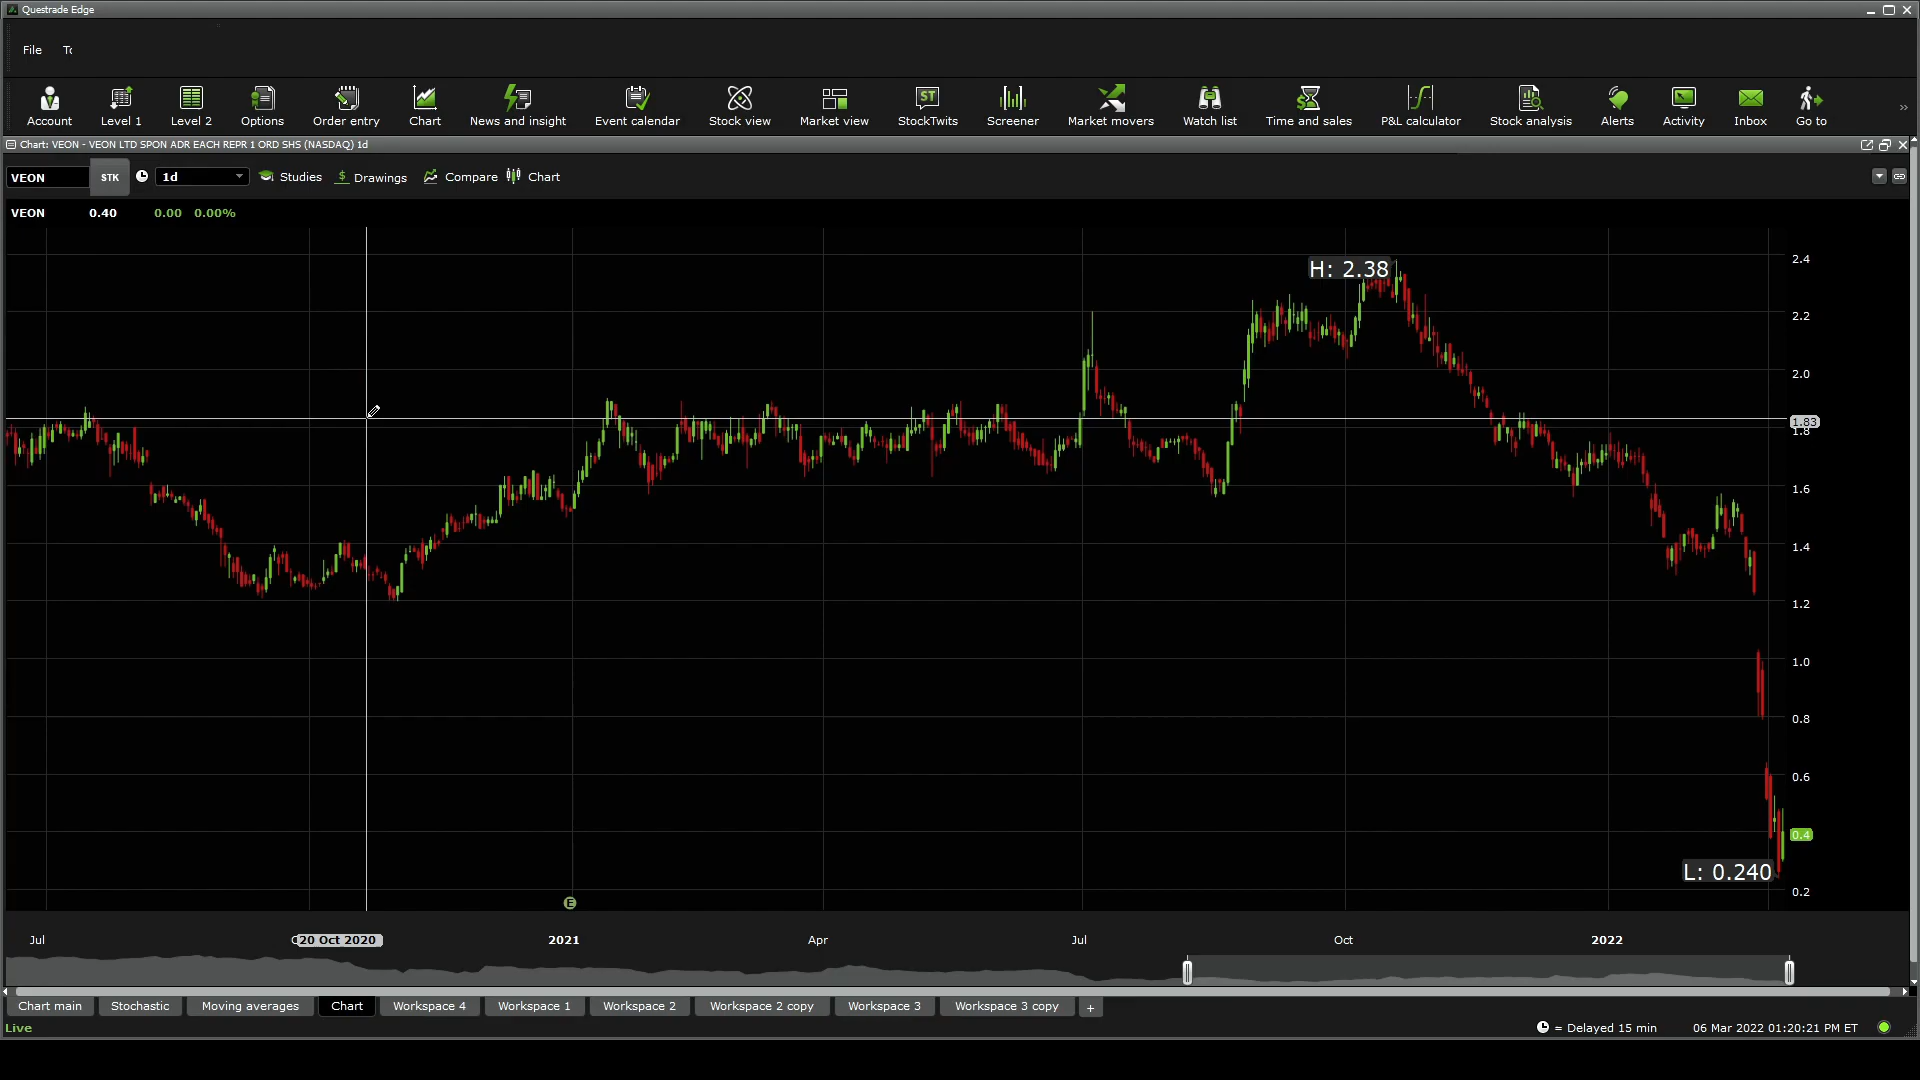 Questrade Edge
File
Account Level 1 Level 2 Options Order entry Chart News and insight Event calendar Stock view Market view StockTwits Screener Market movers Watch list Time and sales P&L calculator Stock analysis Alerts Activity Inbox Go to
Chart: VEON - VEON LTD SPON ADR EACH REPR 1 ORD SHS (NASDAQ) 1d
VEON STK 1d Studies Drawings Compare Chart
VEON 0.40 0.00 0.00%
H: 2.38
2.4
2.2
2.0
1.83
1.8
1.6
1.4
1.2
1.0
0.8
0.6
0.4
L: 0.240
0.2
E
Jul 20 Oct 2020 2021 Apr Jul Oct 2022
Chart main Stochastic Moving averages Chart Workspace 4 Workspace 1 Workspace 2 Workspace 2 copy Workspace 3 Workspace 3 copy +
Live = Delayed 15 min 06 Mar 2022 01:20:21 PM ET